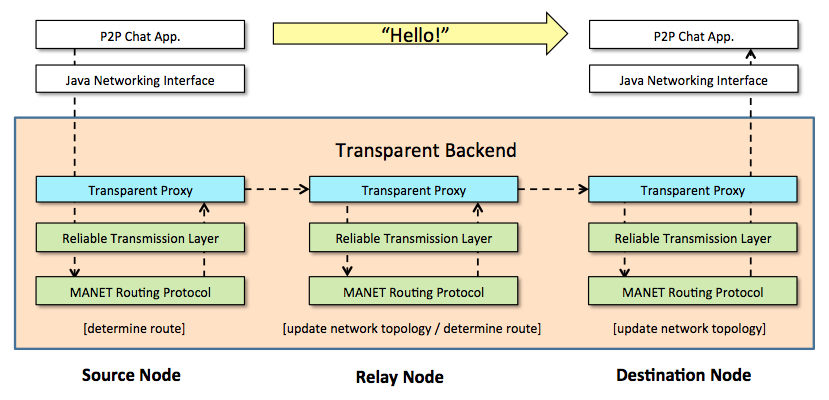 P2P Chat App.
“Hello!”
P2P Chat App.
Java Networking Interface
Java Networking Interface
Transparent Backend
Transparent Proxy
Transparent Proxy
Transparent Proxy
Reliable Transmission Layer
Reliable Transmission Layer
Reliable Transmission Layer
MANET Routing Protocol
MANET Routing Protocol
MANET Routing Protocol
[determine route]
[update network topology / determine route]
[update network topology]
Source Node
Relay Node
Destination Node